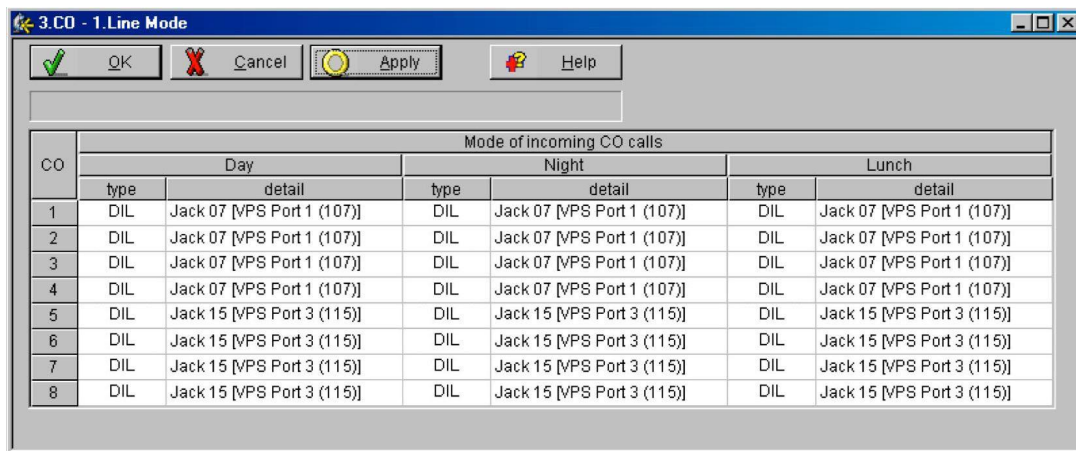 3.CO - 1.Line Mode
OK Cancel Apply Help
Mode of incoming CO calls
CO Day Night Lunch
type detail type detail type detail
1 DIL Jack 07 [VPS Port 1 (107)] DIL Jack 07 [VPS Port 1 (107)] DIL Jack 07 [VPS Port 1 (107)]
2 DIL Jack 07 [VPS Port 1 (107)] DIL Jack 07 [VPS Port 1 (107)] DIL Jack 07 [VPS Port 1 (107)]
3 DIL Jack 07 [VPS Port 1 (107)] DIL Jack 07 [VPS Port 1 (107)] DIL Jack 07 [VPS Port 1 (107)]
4 DIL Jack 07 [VPS Port 1 (107)] DIL Jack 07 [VPS Port 1 (107)] DIL Jack 07 [VPS Port 1 (107)]
5 DIL Jack 15 [VPS Port 3 (115)] DIL Jack 15 [VPS Port 3 (115)] DIL Jack 15 [VPS Port 3 (115)]
6 DIL Jack 15 [VPS Port 3 (115)] DIL Jack 15 [VPS Port 3 (115)] DIL Jack 15 [VPS Port 3 (115)]
7 DIL Jack 15 [VPS Port 3 (115)] DIL Jack 15 [VPS Port 3 (115)] DIL Jack 15 [VPS Port 3 (115)]
8 DIL Jack 15 [VPS Port 3 (115)] DIL Jack 15 [VPS Port 3 (115)] DIL Jack 15 [VPS Port 3 (115)]